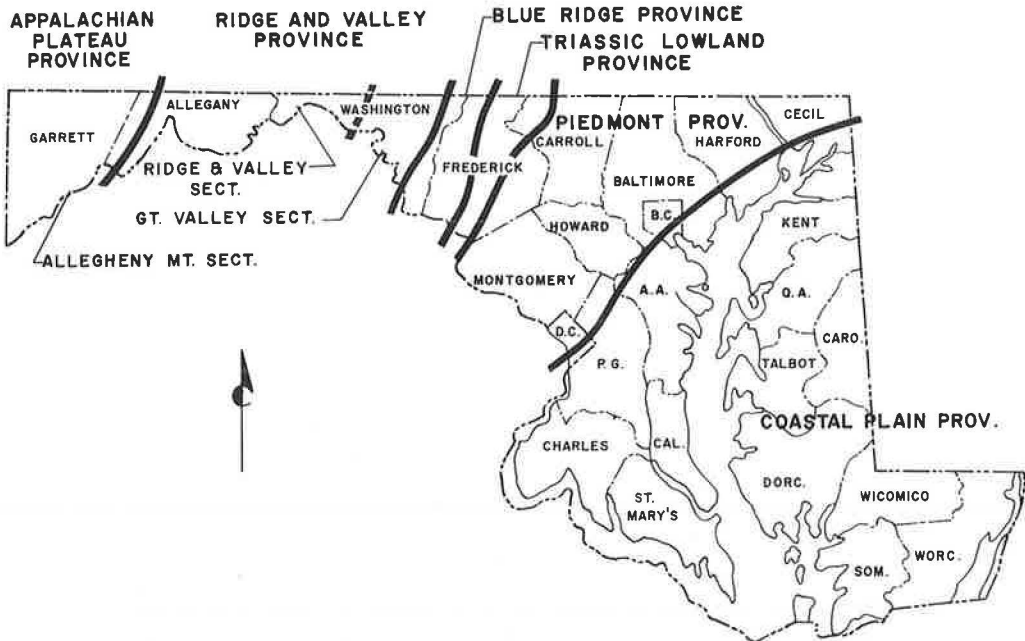 APPALACHIAN
PLATEAU
PROVINCE
RIDGE AND VALLEY
PROVINCE
BLUE RIDGE PROVINCE
TRIASSIC LOWLAND
PROVINCE
GARRETT
ALLEGANY
WASHINGTON
FREDERICK
CARROLL
PIEDMONT PROV.
HARFORD
CECIL
RIDGE & VALLEY
SECT.
GT. VALLEY SECT.
ALLEGHENY MT. SECT.
BALTIMORE
B.C.
HOWARD
MONTGOMERY
KENT
A.A.
Q.A.
D.C.
P.G.
TALBOT
CARO.
COASTAL PLAIN PROV.
CHARLES
CAL.
ST.
MARY'S
DORC.
WICOMICO
SOM.
WORC.